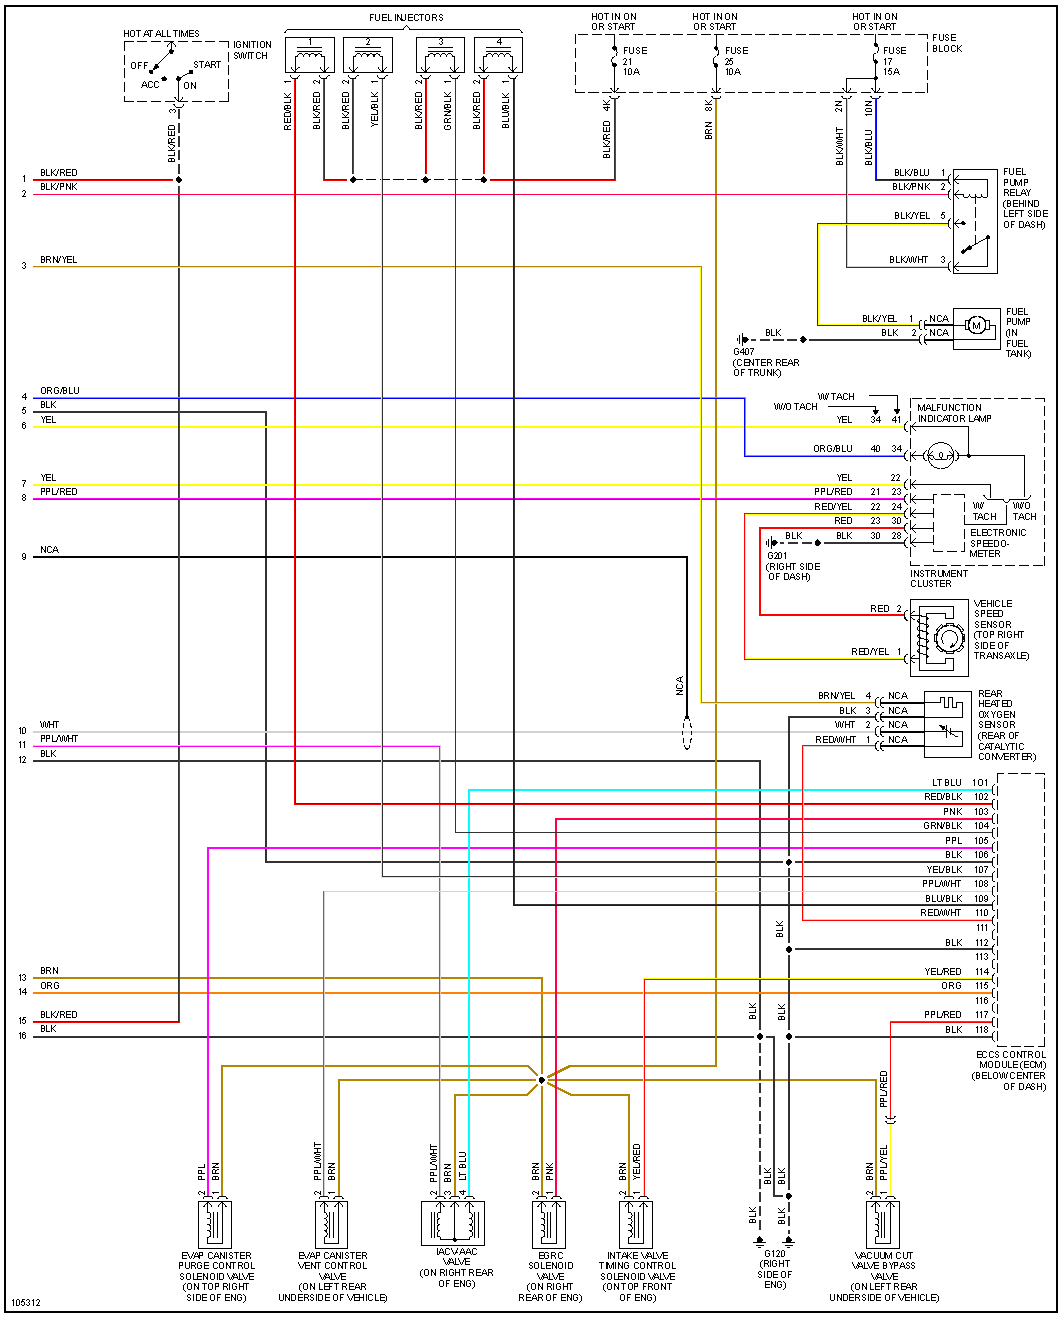 FUEL INJECTORS
HOT AT ALL TIMES
IGNITION
SWITCH
OFF
START
ACC
ON
1
2
3
4
HOT IN ON
OR START
HOT IN ON
OR START
HOT IN ON
OR START
FUSE
21
10A
FUSE
25
10A
FUSE
17
15A
FUSE
BLOCK
3
BLK/RED
1
RED/BLK
2
BLK/RED
2
BLK/RED
1
YEL/BLK
2
BLK/RED
1
GRN/BLK
2
BLK/RED
1
BLU/BLK
4K
BLK/RED
8K
BRN
2N
BLK/WHT
10N
BLK/BLU
1 BLK/RED
2 BLK/PNK
3 BRN/YEL
BLK/BLU 1
BLK/PNK 2
BLK/YEL 5
BLK/WHT 3
FUEL
PUMP
RELAY
(BEHIND
LEFT SIDE
OF DASH)
BLK/YEL 1 NCA
BLK 2 NCA
M
FUEL
PUMP
(IN
FUEL
TANK)
BLK
G407
(CENTER REAR
OF TRUNK)
4 ORG/BLU
5 BLK
6 YEL
7 YEL
8 PPL/RED
9 NCA
W/ TACH
W/O TACH
YEL 34 41
ORG/BLU 40 34
YEL 22
PPL/RED 21 23
RED/YEL 22 24
RED 23 30
BLK BLK 30 28
MALFUNCTION
INDICATOR LAMP
W/
TACH
W/O
TACH
ELECTRONIC
SPEEDO-
METER
INSTRUMENT
CLUSTER
G201
(RIGHT SIDE
OF DASH)
RED 2
RED/YEL 1
VEHICLE
SPEED
SENSOR
(TOP RIGHT
SIDE OF
TRANSAXLE)
NCA
BRN/YEL 4 NCA
BLK 3 NCA
WHT 2 NCA
RED/WHT 1 NCA
REAR
HEATED
OXYGEN
SENSOR
(REAR OF
CATALYTIC
CONVERTER)
10 WHT
11 PPL/WHT
12 BLK
LT BLU 101
RED/BLK 102
PNK 103
GRN/BLK 104
PPL 105
BLK 106
YEL/BLK 107
PPL/WHT 108
BLU/BLK 109
RED/WHT 110
111
BLK 112
113
YEL/RED 114
ORG 115
116
PPL/RED 117
BLK 118
ECCS CONTROL
MODULE (ECM)
(BELOW CENTER
OF DASH)
13 BRN
14 ORG
15 BLK/RED
16 BLK
BLK
BLK
BLK
PPL/RED
PPL
2
BRN
1
PPL/WHT
2
BRN
1
PPL/WHT
2
BRN
3
LT BLU
4
BRN
2
PNK
1
BRN
2
YEL/RED
1
BLK
BLK
BLK
BLK
BRN
2
PPL/YEL
1
EVAP CANISTER
PURGE CONTROL
SOLENOID VALVE
(ON TOP RIGHT
SIDE OF ENG)
EVAP CANISTER
VENT CONTROL
VALVE
(ON LEFT REAR
UNDERSIDE OF VEHICLE)
IACV-AAC
VALVE
(ON RIGHT REAR
OF ENG)
EGRC
SOLENOID
VALVE
(ON RIGHT
REAR OF ENG)
INTAKE VALVE
TIMING CONTROL
SOLENOID VALVE
(ON TOP FRONT
OF ENG)
G120
(RIGHT
SIDE OF
ENG)
VACUUM CUT
VALVE BYPASS
VALVE
(ON LEFT REAR
UNDERSIDE OF VEHICLE)
105312